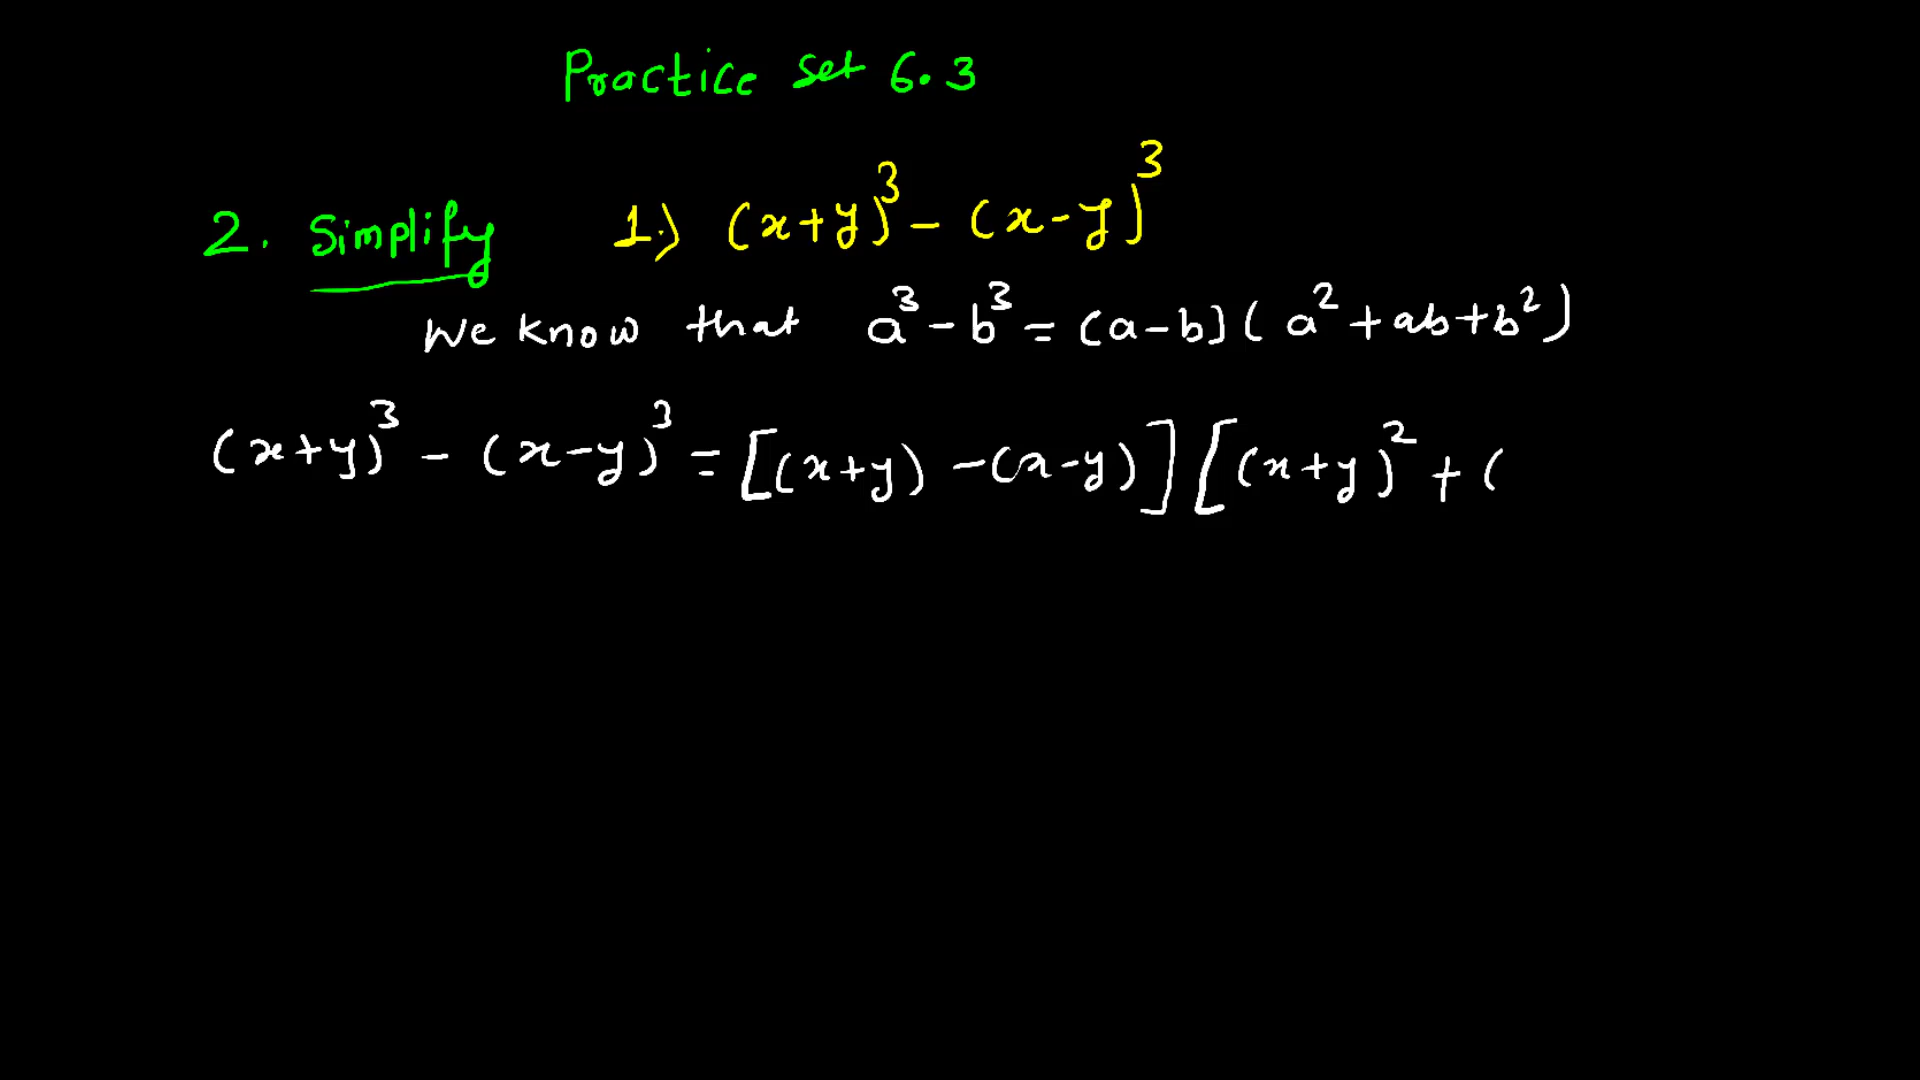 Practice set 6.3
2. Simplify 1.) (x+y)³ - (x-y)³
We know that a³-b³ = (a-b)(a²+ab+b²)
(x+y)³ - (x-y)³ = [(x+y) -(x-y)] [(x+y)² + (